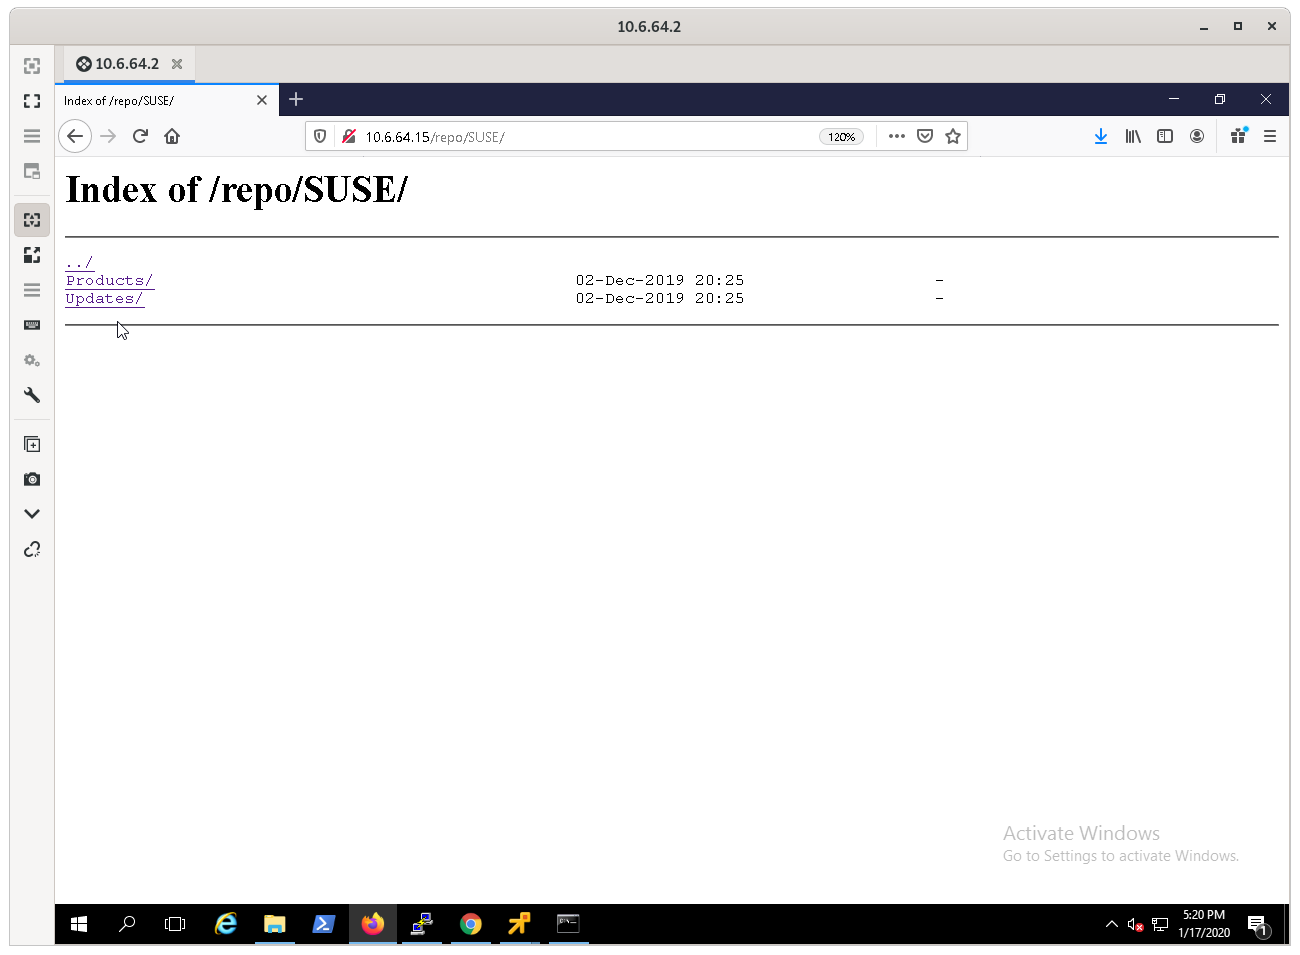 10.6.64.2
10.6.64.2
Index of /repo/SUSE/
10.6.64.15/repo/SUSE/
120%
Index of /repo/SUSE/
../
Products/ 02-Dec-2019 20:25 -
Updates/ 02-Dec-2019 20:25 -
Activate Windows
Go to Settings to activate Windows.
5:20 PM
1/17/2020
1